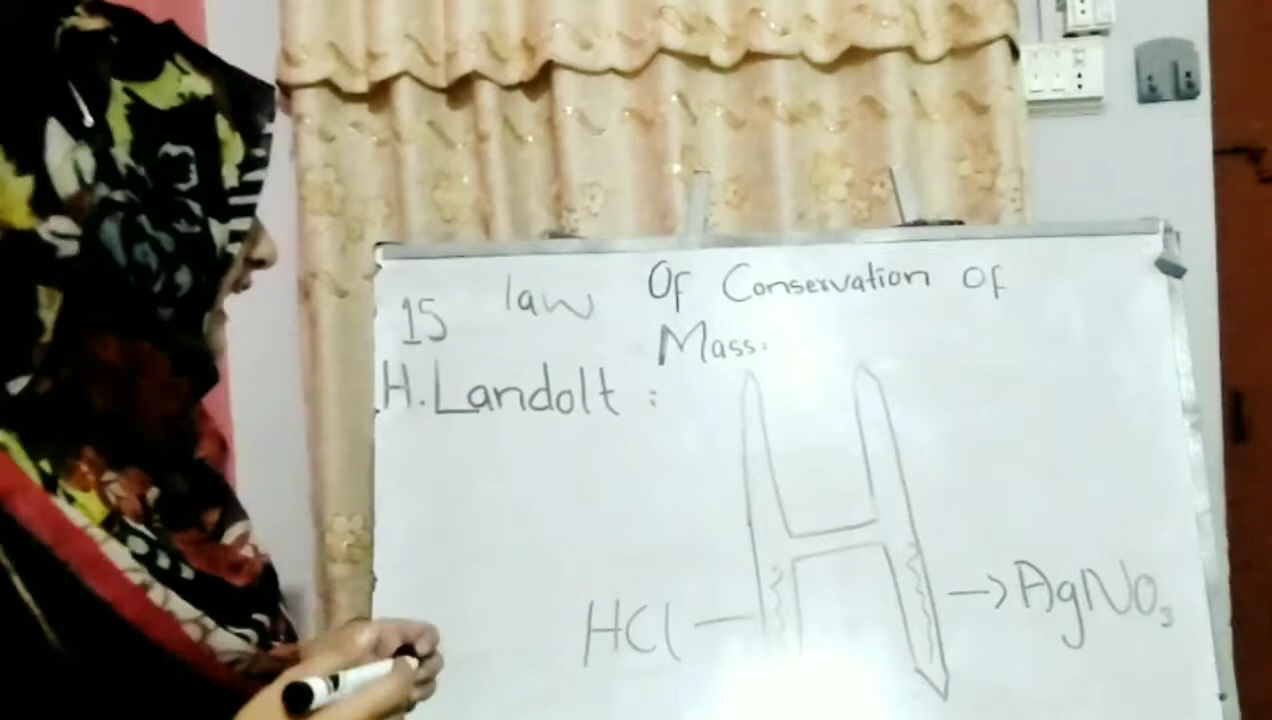 15 law Of Conservation Of
Mass:
H. Landolt :
HCl
→ AgNO3